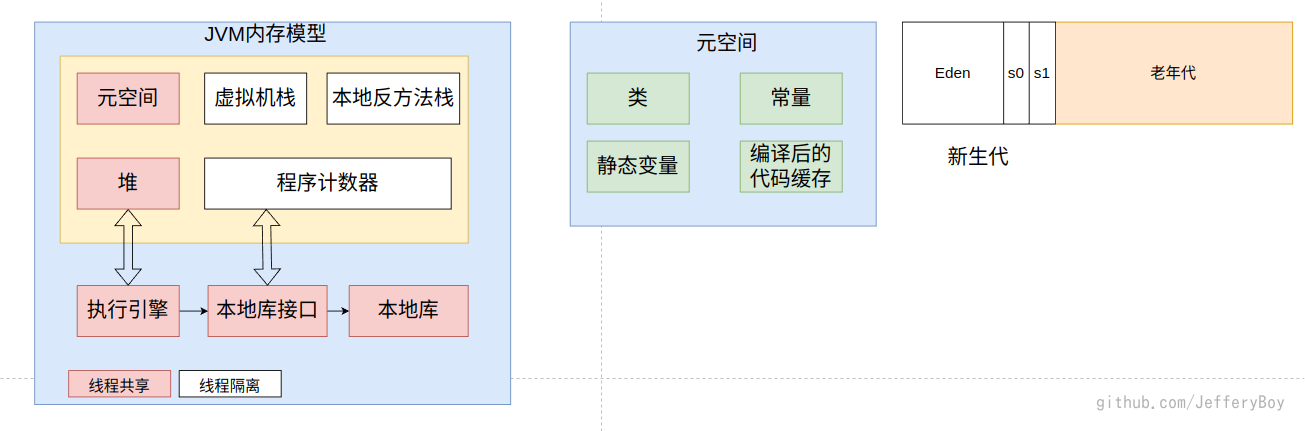 JVM内存模型
元空间
虚拟机栈
本地反方法栈
堆
程序计数器
执行引擎
本地库接口
本地库
线程共享
线程隔离
元空间
类
常量
静态变量
编译后的
代码缓存
Eden
s0
s1
老年代
新生代
github.com/JefferyBoy